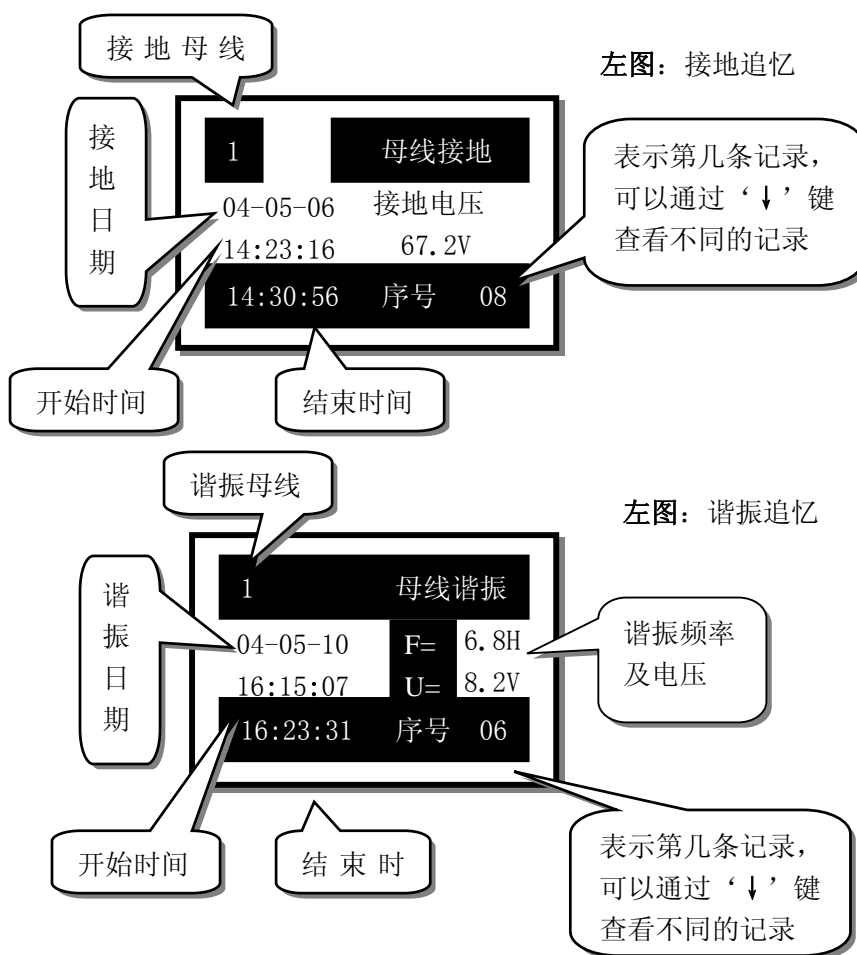 接地母线
左图：接地追忆
接
地
日
期
1 母线接地
04-05-06 接地电压
14:23:16 67.2V
14:30:56 序号 08
表示第几条记录，
可以通过‘↓’键
查看不同的记录
开始时间
结束时间
谐振母线
左图：谐振追忆
谐
振
日
期
1 母线谐振
04-05-10 F= 6.8H
16:15:07 U= 8.2V
16:23:31 序号 06
谐振频率
及电压
开始时间
结束时
表示第几条记录，
可以通过‘↓’键
查看不同的记录